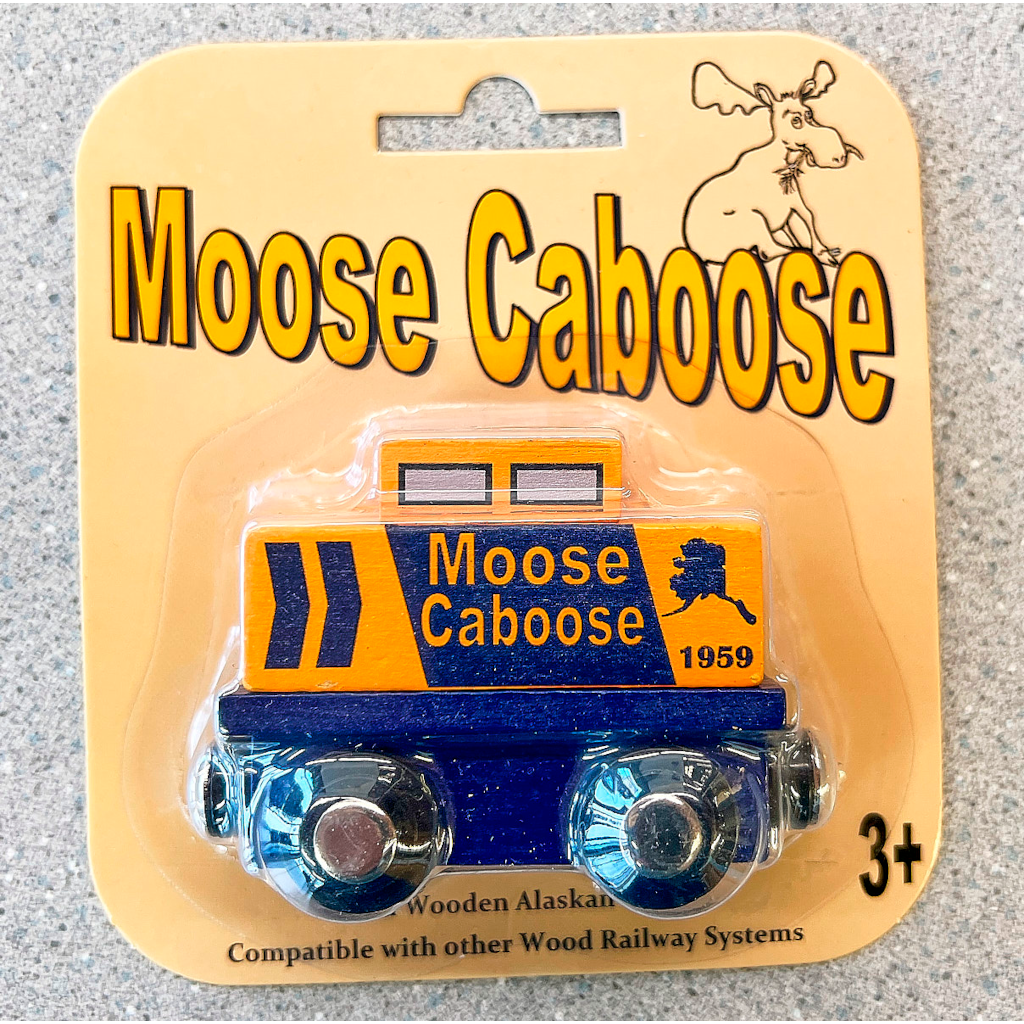 Moose Caboose
Moose
Caboose
1959
3+
Wooden Alaskan
Compatible with other Wood Railway Systems